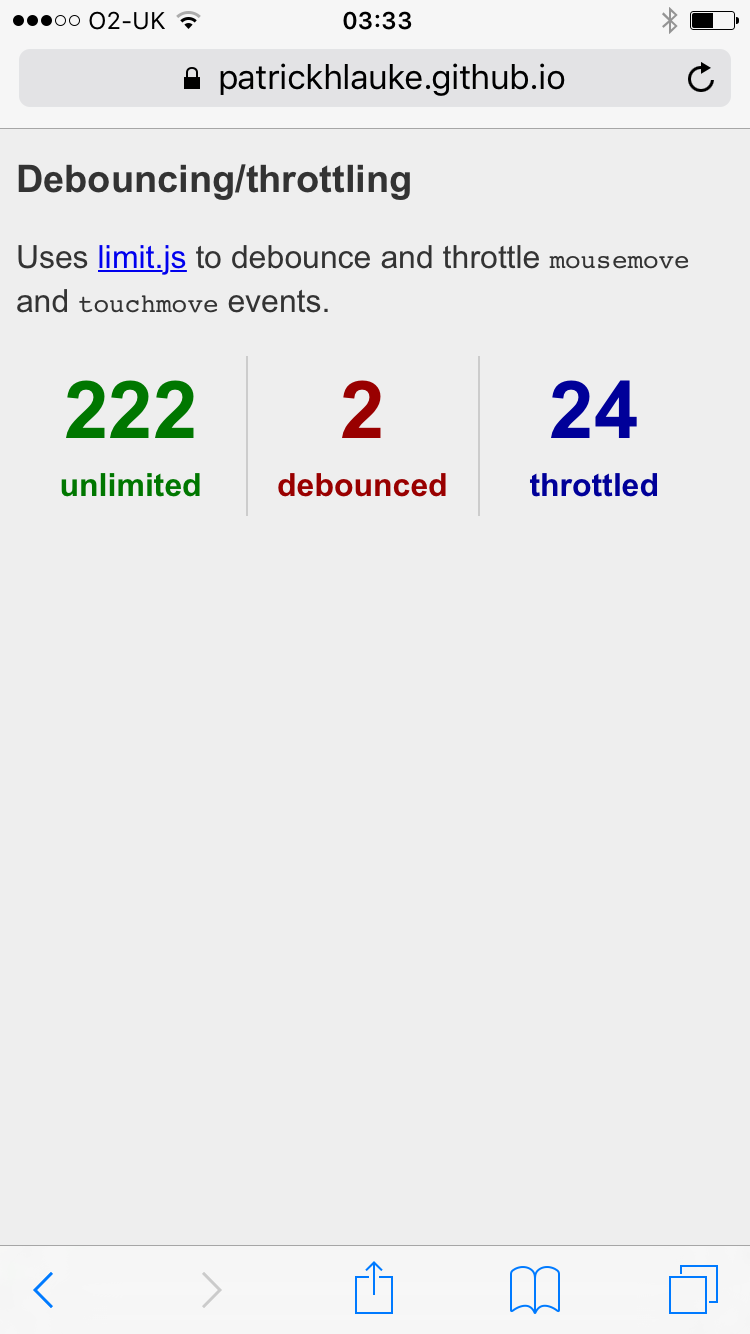 O2-UK 03:33
patrickhlauke.github.io
Debouncing/throttling
Uses limit.js to debounce and throttle mousemove
and touchmove events.
222 2 24
unlimited debounced throttled